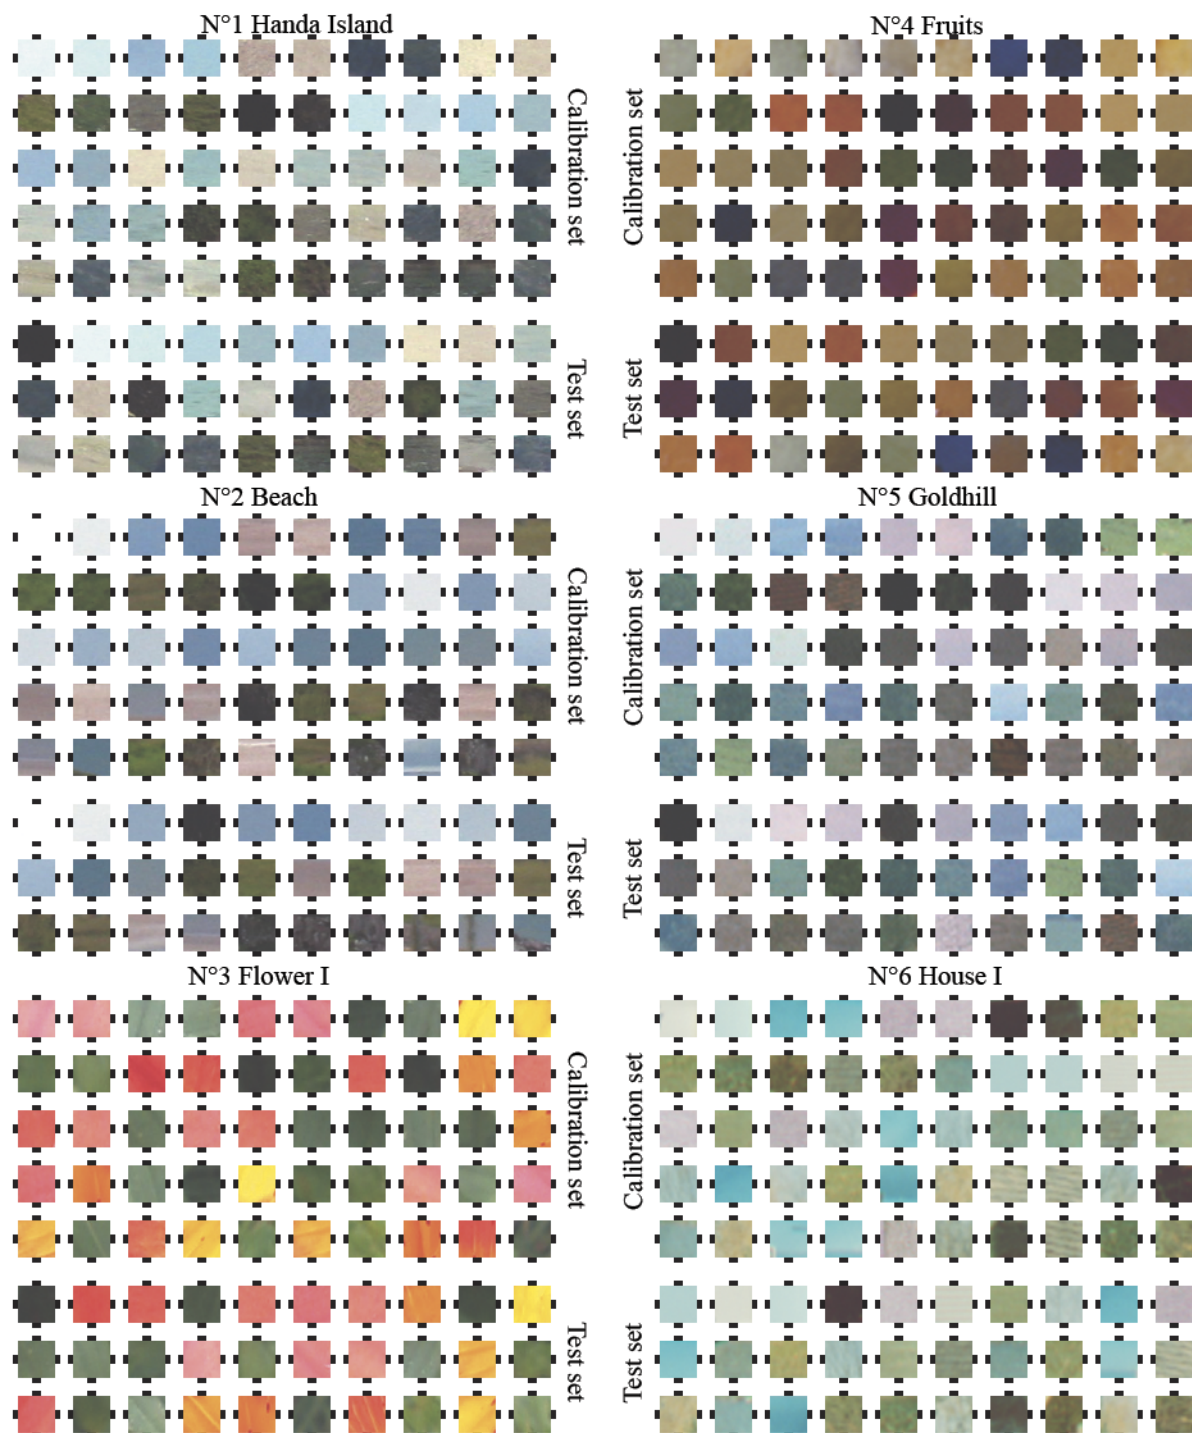 N°1 Handa Island
Calibration set
Test set
N°2 Beach
Calibration set
Test set
N°3 Flower I
Calibration set
Test set
N°4 Fruits
Calibration set
Test set
N°5 Goldhill
Calibration set
Test set
N°6 House I
Calibration set
Test set